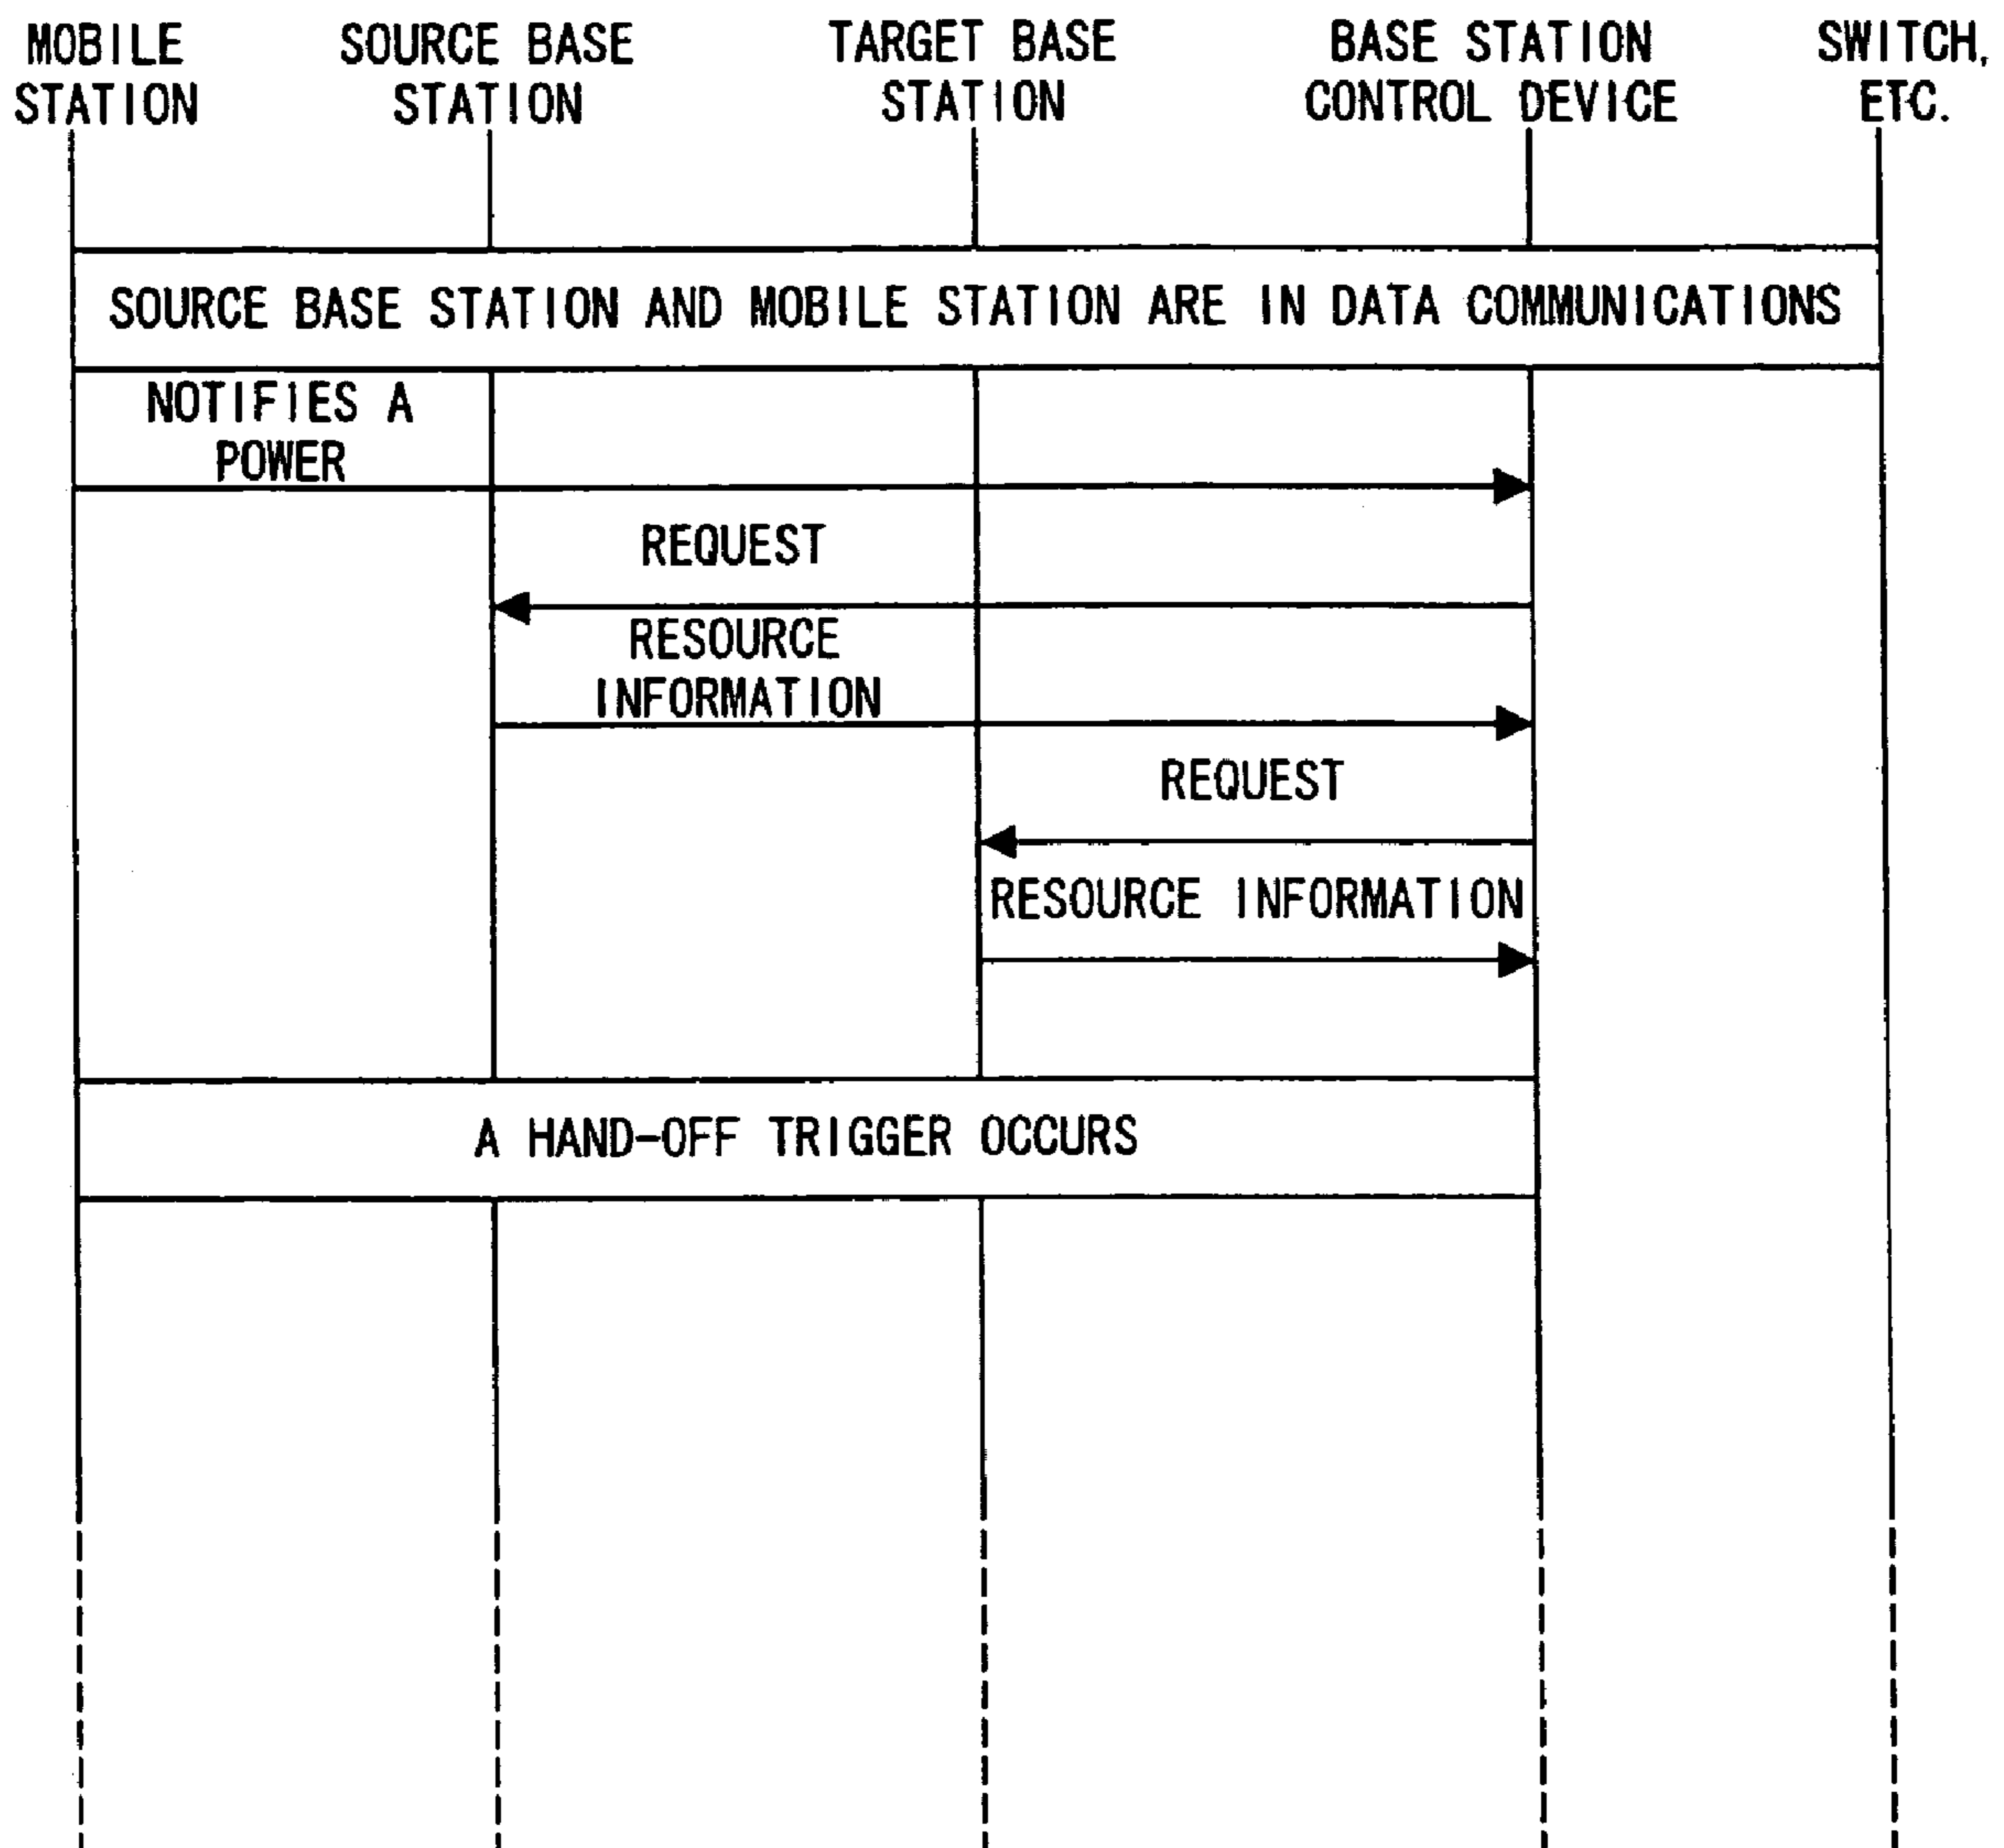 MOBILE
STATION
SOURCE BASE
STATION
TARGET BASE
STATION
BASE STATION
CONTROL DEVICE
SWITCH,
ETC.
SOURCE BASE STATION AND MOBILE STATION ARE IN DATA COMMUNICATIONS
NOTIFIES A
POWER
REQUEST
RESOURCE
INFORMATION
REQUEST
RESOURCE INFORMATION
A HAND-OFF TRIGGER OCCURS